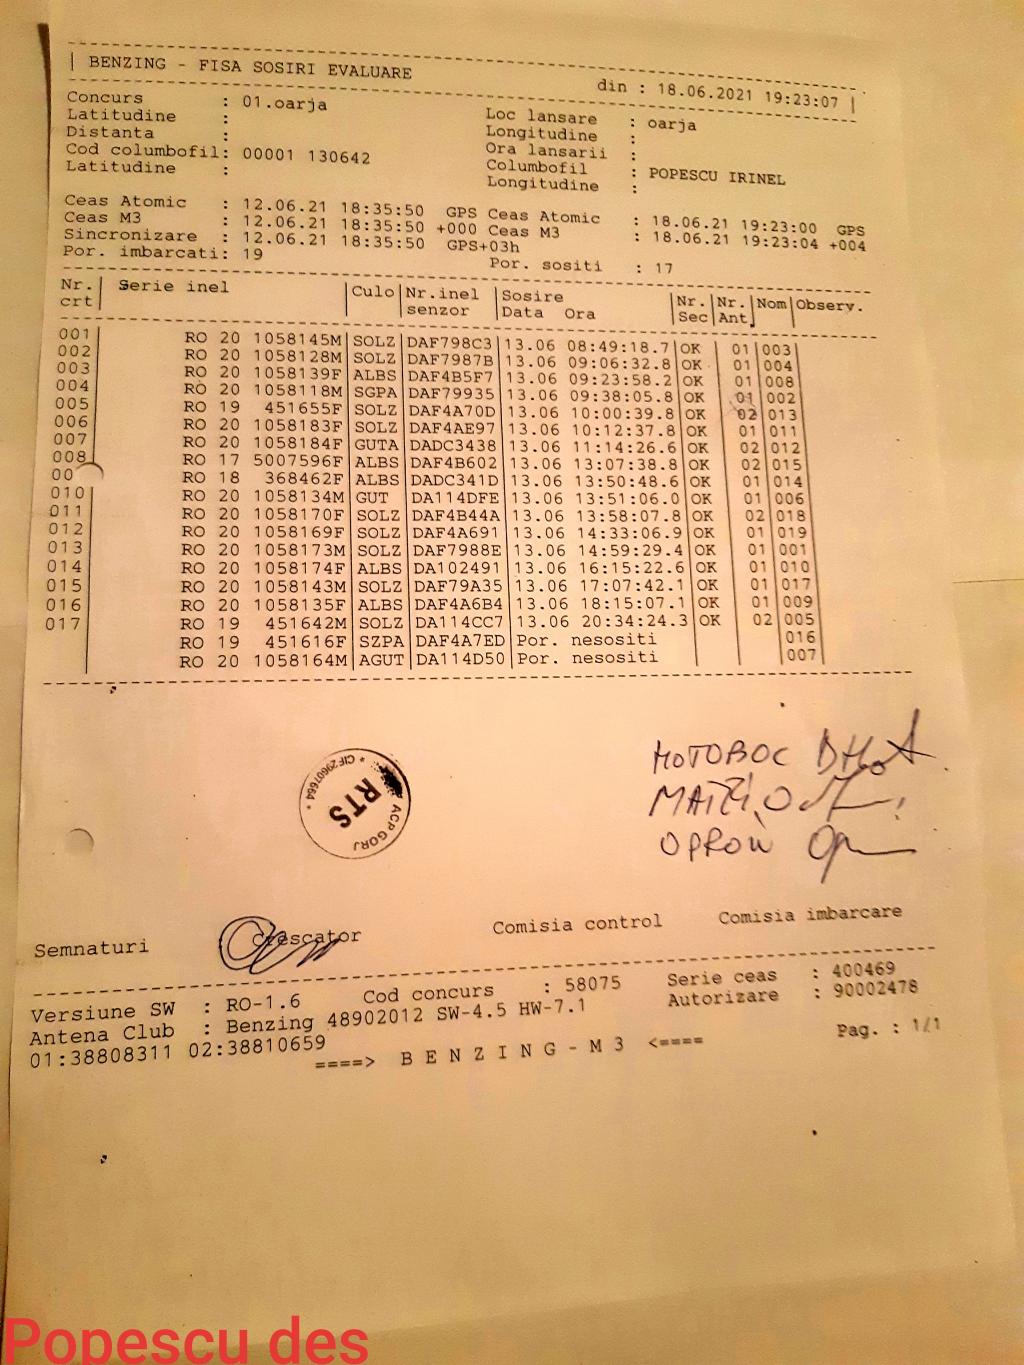 BENZING - FISA SOSIRI EVALUARE din : 18.06.2021 19:23:07
Concurs : 01.oarja Loc lansare : oarja
Latitudine : Longitudine :
Distanta : Ora lansarii :
Cod columbofil: 00001 130642 Columbofil : POPESCU IRINEL
Latitudine : Longitudine :
Ceas Atomic : 12.06.21 18:35:50 GPS Ceas Atomic : 18.06.21 19:23:00 GPS
Ceas M3 : 12.06.21 18:35:50 +000 Ceas M3 : 18.06.21 19:23:04 +004
Sincronizare : 12.06.21 18:35:50 GPS+03h
Por. imbarcati: 19 Por. sositi : 17
Nr. crt | Serie inel | Culo | Nr.inel senzor | Sosire Data Ora | Nr. Sec | Nr. Ant | Nom | Observ.
001 RO 20 1058145M SOLZ DAF798C3 13.06 08:49:18.7 OK 01 003
002 RO 20 1058128M SOLZ DAF7987B 13.06 09:06:32.8 OK 01 004
003 RO 20 1058139F ALBS DAF4B5F7 13.06 09:23:58.2 OK 01 008
004 RO 20 1058118M SGPA DAF79935 13.06 09:38:05.8 OK 01 002
005 RO 19 451655F SOLZ DAF4A70D 13.06 10:00:39.8 OK 02 013
006 RO 20 1058183F SOLZ DAF4AE97 13.06 10:12:37.8 OK 01 011
007 RO 20 1058184F GUTA DADC3438 13.06 11:14:26.6 OK 02 012
008 RO 17 5007596F ALBS DAF4B602 13.06 13:07:38.8 OK 02 015
00 RO 18 368462F ALBS DADC341D 13.06 13:50:48.6 OK 01 014
010 RO 20 1058134M GUT DA114DFE 13.06 13:51:06.0 OK 01 006
011 RO 20 1058170F SOLZ DAF4B44A 13.06 13:58:07.8 OK 02 018
012 RO 20 1058169F SOLZ DAF4A691 13.06 14:33:06.9 OK 01 019
013 RO 20 1058173M SOLZ DAF7988E 13.06 14:59:29.4 OK 01 001
014 RO 20 1058174F ALBS DA102491 13.06 16:15:22.6 OK 01 010
015 RO 20 1058143M SOLZ DAF79A35 13.06 17:07:42.1 OK 01 017
016 RO 20 1058135F ALBS DAF4A6B4 13.06 18:15:07.1 OK 01 009
017 RO 19 451642M SOLZ DA114CC7 13.06 20:34:24.3 OK 02 005
RO 19 451616F SZPA DAF4A7ED Por. nesositi 016
RO 20 1058164M AGUT DA114D50 Por. nesositi 007
MOTOBOC
OPROIU
RTS
ACP GORJ * CIF29607664 *
Semnaturi Crescator Comisia control Comisia imbarcare
Versiune SW : RO-1.6 Cod concurs : 58075 Serie ceas : 400469
Antena Club : Benzing 48902012 SW-4.5 HW-7.1 Autorizare : 90002478
01:38808311 02:38810659 Pag. : 1/1
====> B E N Z I N G - M 3 <====
Popescu des